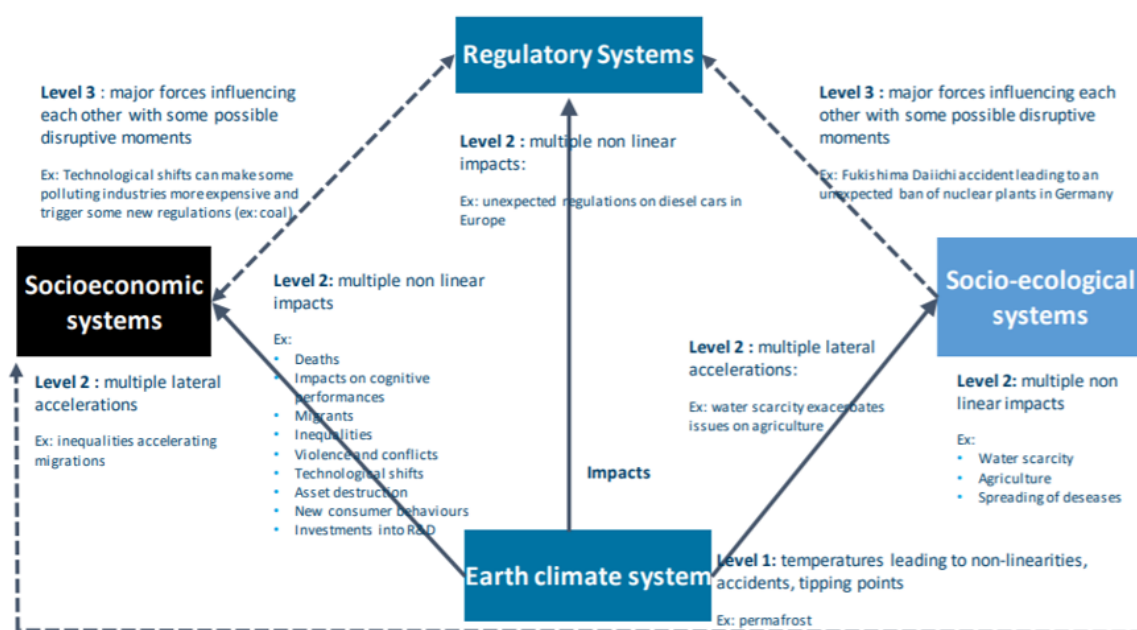 Regulatory Systems
Level 3 : major forces influencing
each other with some possible
disruptive moments
Ex: Technological shifts can make some
polluting industries more expensive and
trigger some new regulations (ex: coal)
Level 2 : multiple non linear
impacts:
Ex: unexpected regulations on diesel cars in
Europe
Level 3 : major forces influencing each
other with some possible disruptive
moments
Ex: Fukishima Daiichi accident leading to an
unexpected ban of nuclear plants in Germany
Socioeconomic
systems
Level 2 : multiple lateral
accelerations
Ex: inequalities accelerating
migrations
Level 2: multiple non linear
impacts
Ex:
• Deaths
• Impacts on cognitive
performances
• Migrants
• Inequalities
• Violence and conflicts
• Technological shifts
• Asset destruction
• New consumer behaviours
• Investments into R&D
Impacts
Level 2 : multiple lateral
accelerations:
Ex: water scarcity exacerbates
issues on agriculture
Socio-ecological
systems
Level 2: multiple non
linear impacts
Ex:
• Water scarcity
• Agriculture
• Spreading of deseases
Earth climate system
Level 1: temperatures leading to non-linearities,
accidents, tipping points
Ex: permafrost